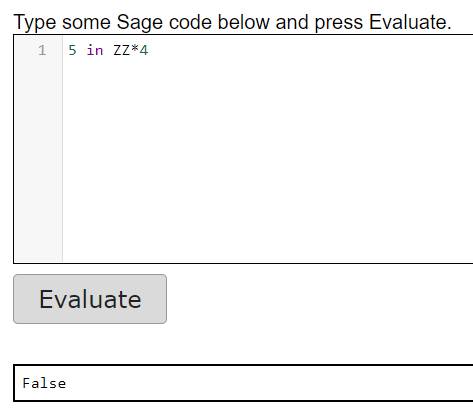 Type some Sage code below and press Evaluate.
1 5 in ZZ*4
Evaluate
False